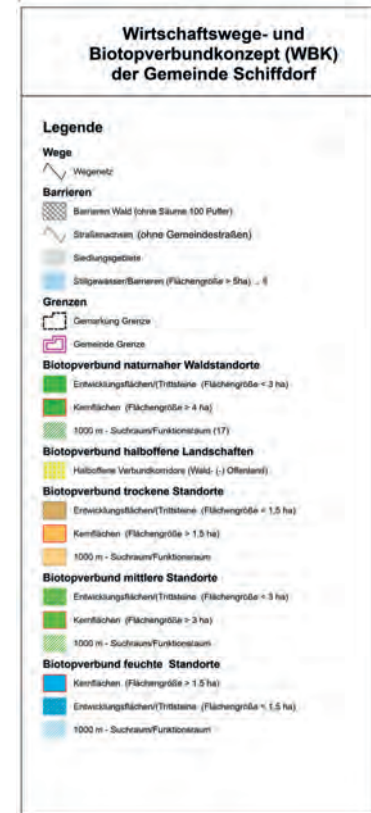 Wirtschaftswege- und
Biotopverbundkonzept (WBK)
der Gemeinde Schiffdorf
Legende
Wege
Wegenetz
Barrieren
Barrieren Wald (ohne Säume 100 Puffer)
Straßenachsen (ohne Gemeindestraßen)
Siedlungsgebiete
Stillgewässer/Barrieren (Flächengröße > 5ha)
Grenzen
Gemarkung Grenze
Gemeinde Grenze
Biotopverbund naturnaher Waldstandorte
Entwicklungsflächen/(Trittsteine (Flächengröße < 3 ha)
Kernflächen (Flächengröße > 4 ha)
1000 m - Suchraum/Funktionsraum (17)
Biotopverbund halboffene Landschaften
Halboffene Verbundkorridore (Wald- (-) Offenland)
Biotopverbund trockene Standorte
Entwicklungsflächen/(Trittsteine (Flächengröße < 1,5 ha)
Kernflächen (Flächengröße > 1,5 ha)
1000 m - Suchraum/Funktionsraum
Biotopverbund mittlere Standorte
Entwicklungsflächen/(Trittsteine (Flächengröße < 3 ha)
Kernflächen (Flächengröße > 3 ha)
1000 m - Suchraum/Funktionsraum
Biotopverbund feuchte Standorte
Kernflächen (Flächengröße > 1,5 ha)
Entwicklungsflächen/(Trittsteine (Flächengröße < 1,5 ha)
1000 m - Suchraum/Funktionsraum